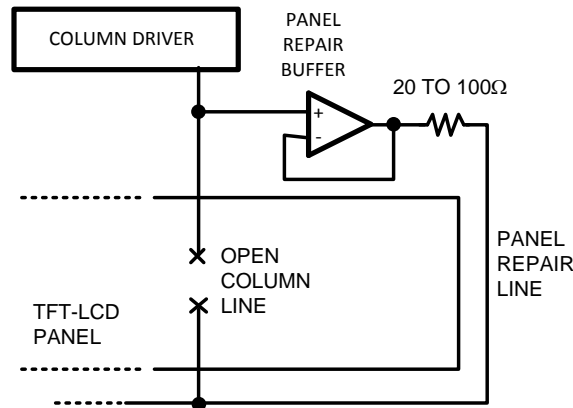 COLUMN DRIVER
PANEL
REPAIR
BUFFER
20 TO 100Ω
+
-
OPEN
COLUMN
LINE
PANEL
REPAIR
LINE
TFT-LCD
PANEL